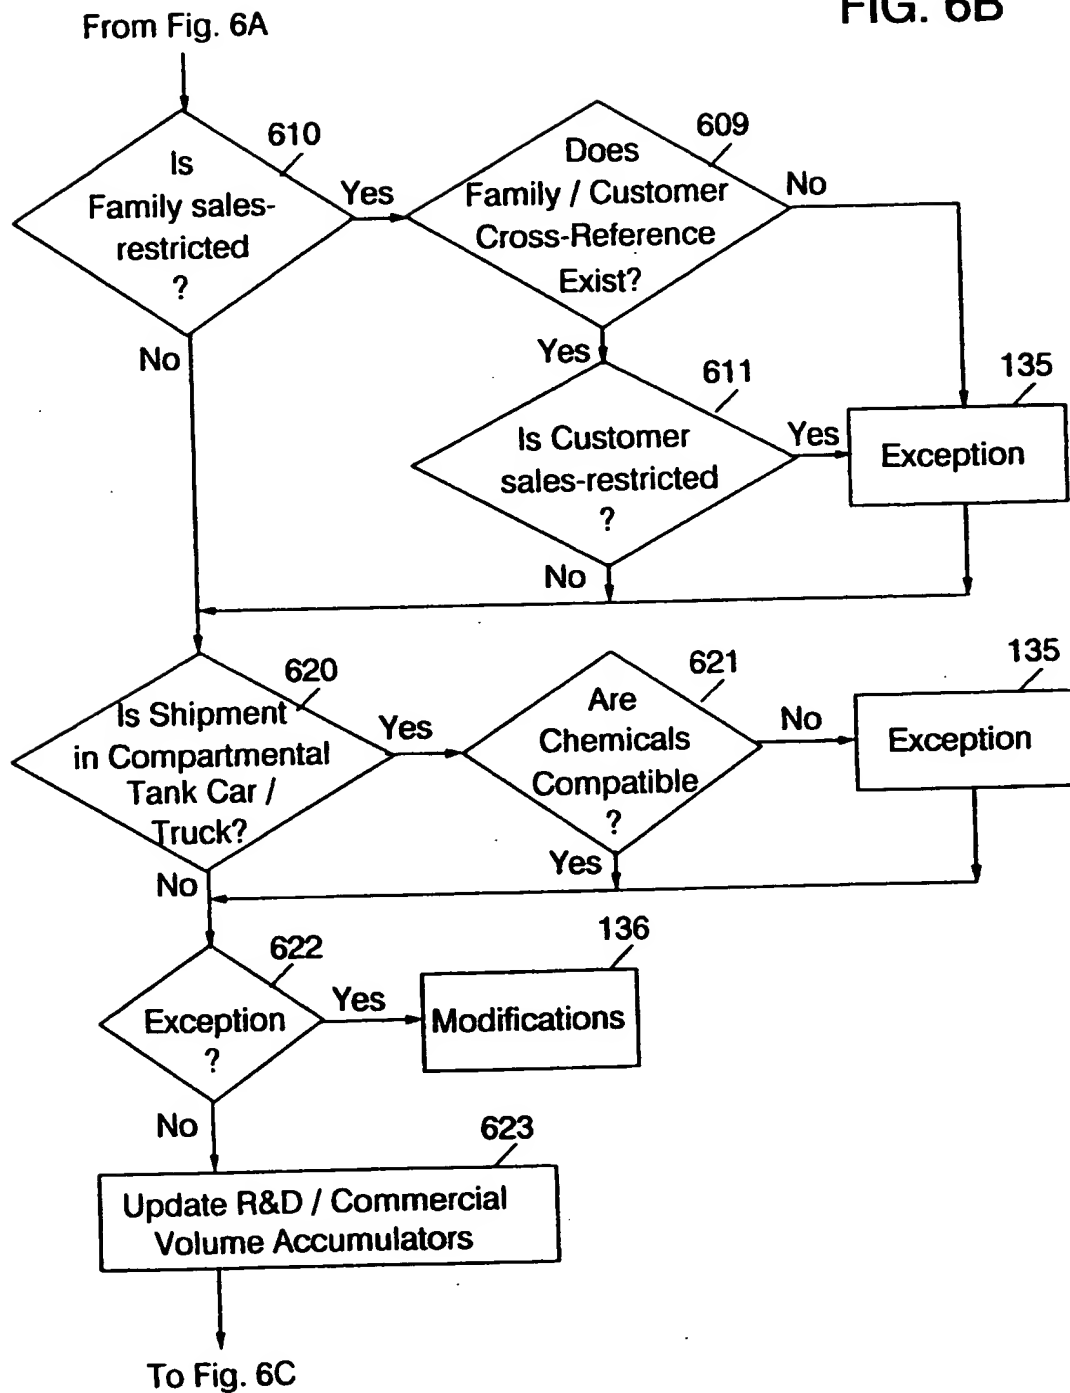 FIG. 6B
From Fig. 6A
610
Is
Family sales-
restricted
?
Yes
No
609
Does
Family / Customer
Cross-Reference
Exist?
No
Yes
611
Is Customer
sales-restricted
?
Yes
No
135
Exception
620
Is Shipment
in Compartmental
Tank Car /
Truck?
Yes
No
621
Are
Chemicals
Compatible
?
No
Yes
135
Exception
622
Exception
?
Yes
No
136
Modifications
623
Update R&D / Commercial
Volume Accumulators
To Fig. 6C